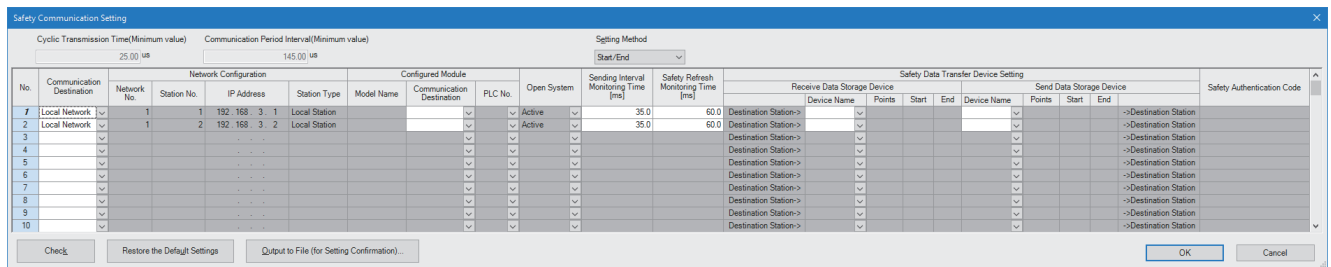 Safety Communication Setting
Cyclic Transmission Time(Minimum value) Communication Period Interval(Minimum value) Setting Method
25.00 us 145.00 us Start/End
No. Communication Destination Network Configuration Configured Module Open System Sending Interval Monitoring Time [ms] Safety Refresh Monitoring Time [ms] Safety Data Transfer Device Setting Safety Authentication Code
Network No. Station No. IP Address Station Type Model Name Communication Destination PLC No. Receive Data Storage Device Send Data Storage Device
Device Name Points Start End Device Name Points Start End
1 Local Network 1 1 192 . 168 . 3 . 1 Local Station Active 35.0 60.0 Destination Station-> ->Destination Station
2 Local Network 1 2 192 . 168 . 3 . 2 Local Station Active 35.0 60.0 Destination Station-> ->Destination Station
3 . . . Destination Station-> ->Destination Station
4 . . . Destination Station-> ->Destination Station
5 . . . Destination Station-> ->Destination Station
6 . . . Destination Station-> ->Destination Station
7 . . . Destination Station-> ->Destination Station
8 . . . Destination Station-> ->Destination Station
9 . . . Destination Station-> ->Destination Station
10 . . . Destination Station-> ->Destination Station
Check Restore the Default Settings Output to File (for Setting Confirmation)... OK Cancel